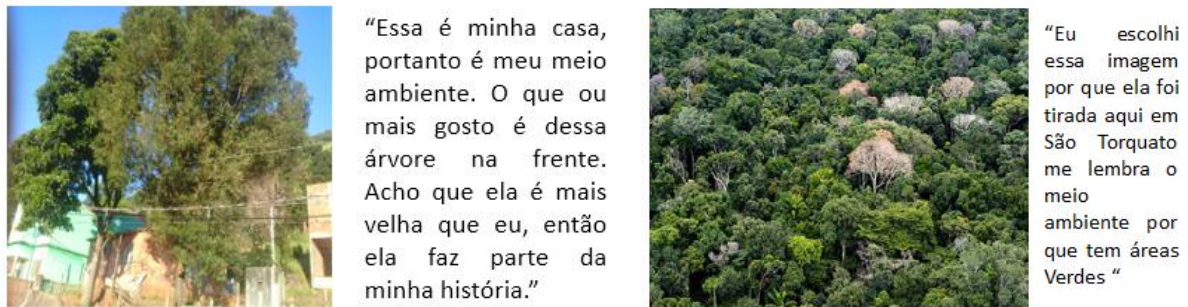 “Essa é minha casa,
portanto é meu meio
ambiente. O que ou
mais gosto é dessa
árvore na frente.
Acho que ela é mais
velha que eu, então
ela faz parte da
minha história.”
“Eu escolhi
essa imagem
por que ela foi
tirada aqui em
São Torquato
me lembra o
meio
ambiente por
que tem áreas
Verdes “